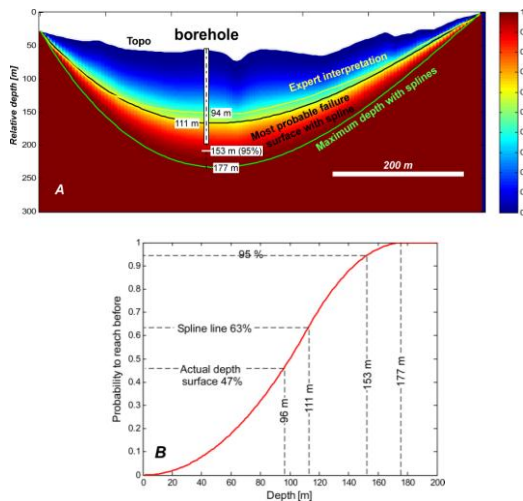 Topo
borehole
Expert interpretation
94 m
111 m
Most probable failure
surface with spline
153 m (95%)
Maximum depth with splines
177 m
200 m
A
Relative depth [m]
0
50
100
150
200
250
300
95 %
Spline line 63%
Actual depth
surface 47%
96 m
111 m
153 m
177 m
B
Probability to reach before
1
0.9
0.8
0.7
0.6
0.5
0.4
0.3
0.2
0.1
0
0 20 40 60 80 100 120 140 160 180 200
Depth [m]